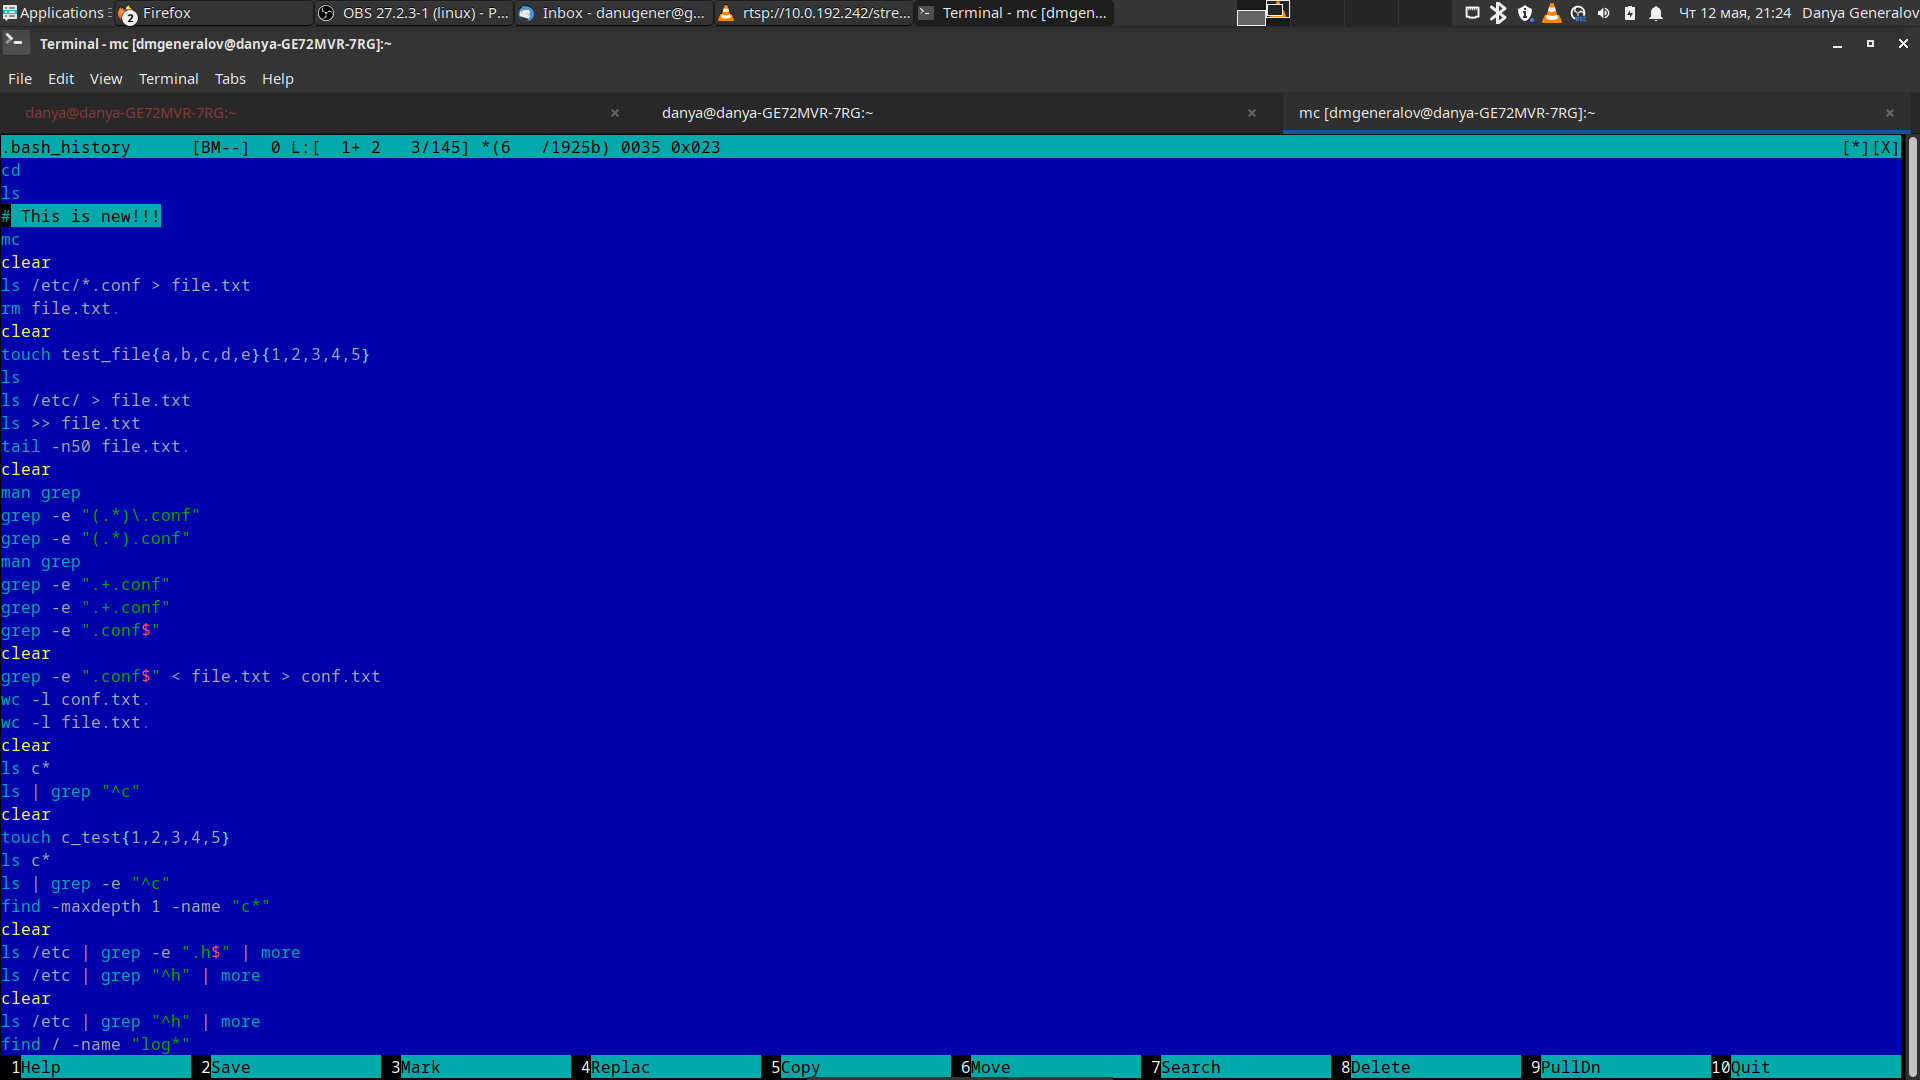 Applications
2 Firefox
OBS 27.2.3-1 (linux) - P...
Inbox - danugener@g...
rtsp://10.0.192.242/stre...
Terminal - mc [dmgen...
Чт 12 мая, 21:24
Danya Generalov
Terminal - mc [dmgeneralov@danya-GE72MVR-7RG]:~
File Edit View Terminal Tabs Help
danya@danya-GE72MVR-7RG:~ ×
danya@danya-GE72MVR-7RG:~ ×
mc [dmgeneralov@danya-GE72MVR-7RG]:~ ×
.bash_history [BM--] 0 L:[ 1+ 2 3/145] *(6 /1925b) 0035 0x023 [*][X]
cd
ls
# This is new!!!
mc
clear
ls /etc/*.conf > file.txt
rm file.txt.
clear
touch test_file{a,b,c,d,e}{1,2,3,4,5}
ls
ls /etc/ > file.txt
ls >> file.txt
tail -n50 file.txt.
clear
man grep
grep -e "(.*)\.conf"
grep -e "(.*).conf"
man grep
grep -e ".+.conf"
grep -e ".+.conf"
grep -e ".conf$"
clear
grep -e ".conf$" < file.txt > conf.txt
wc -l conf.txt.
wc -l file.txt.
clear
ls c*
ls | grep "^c"
clear
touch c_test{1,2,3,4,5}
ls c*
ls | grep -e "^c"
find -maxdepth 1 -name "c*"
clear
ls /etc | grep -e ".h$" | more
ls /etc | grep "^h" | more
clear
ls /etc | grep "^h" | more
find / -name "log*"
1Help 2Save 3Mark 4Replac 5Copy 6Move 7Search 8Delete 9PullDn 10Quit